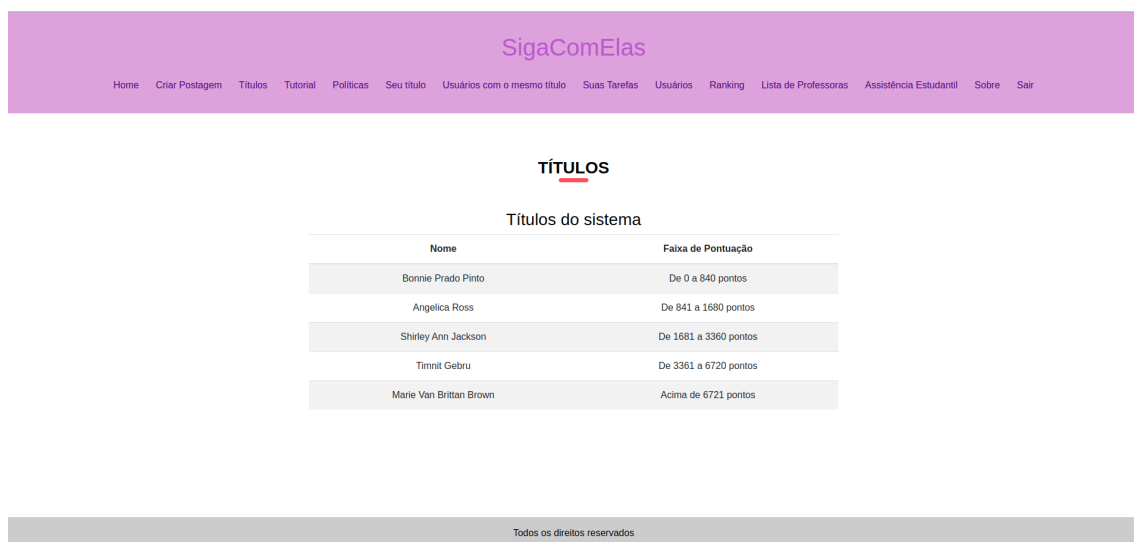 SigaComElas
Home Criar Postagem Títulos Tutorial Políticas Seu título Usuários com o mesmo título Suas Tarefas Usuários Ranking Lista de Professoras Assistência Estudantil Sobre Sair
TÍTULOS
Títulos do sistema
Nome Faixa de Pontuação
Bonnie Prado Pinto De 0 a 840 pontos
Angelica Ross De 841 a 1680 pontos
Shirley Ann Jackson De 1681 a 3360 pontos
Timnit Gebru De 3361 a 6720 pontos
Marie Van Brittan Brown Acima de 6721 pontos
Todos os direitos reservados